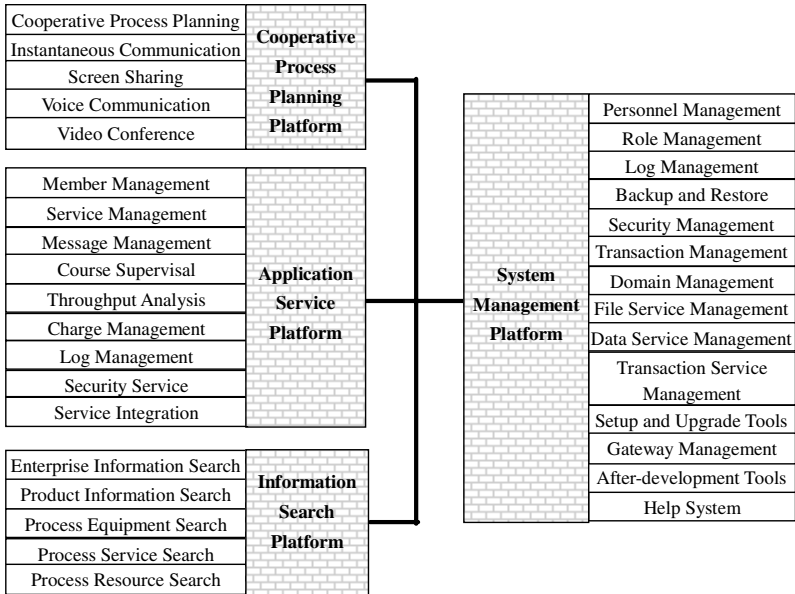 Cooperative Process Planning
Instantaneous Communication
Screen Sharing
Voice Communication
Video Conference
Cooperative
Process
Planning
Platform
Member Management
Service Management
Message Management
Course Supervisal
Throughput Analysis
Charge Management
Log Management
Security Service
Service Integration
Application
Service
Platform
Enterprise Information Search
Product Information Search
Process Equipment Search
Process Service Search
Process Resource Search
Information
Search
Platform
System
Management
Platform
Personnel Management
Role Management
Log Management
Backup and Restore
Security Management
Transaction Management
Domain Management
File Service Management
Data Service Management
Transaction Service
Management
Setup and Upgrade Tools
Gateway Management
After-development Tools
Help System